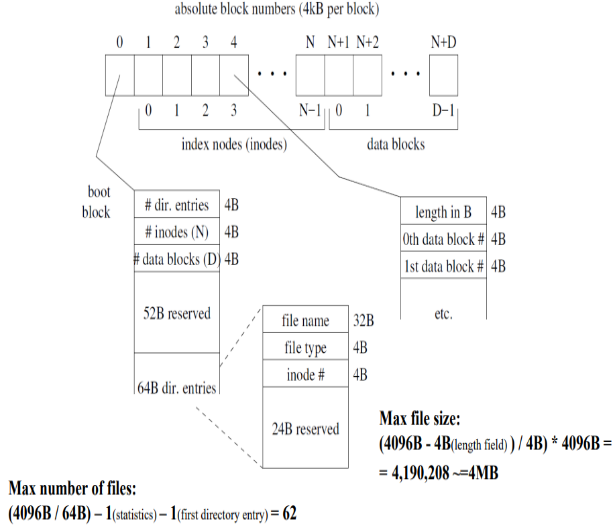 absolute block numbers (4kB per block)
0 1 2 3 4 N N+1 N+2 N+D
0 1 2 3 N−1 0 1 D−1
index nodes (inodes) data blocks
boot
block
# dir. entries 4B
# inodes (N) 4B
# data blocks (D) 4B
52B reserved
64B dir. entries
length in B 4B
0th data block # 4B
1st data block # 4B
etc.
file name 32B
file type 4B
inode # 4B
24B reserved
Max file size:
(4096B - 4B(length field) ) / 4B) * 4096B =
= 4,190,208 ~=4MB
Max number of files:
(4096B / 64B) – 1(statistics) – 1(first directory entry) = 62